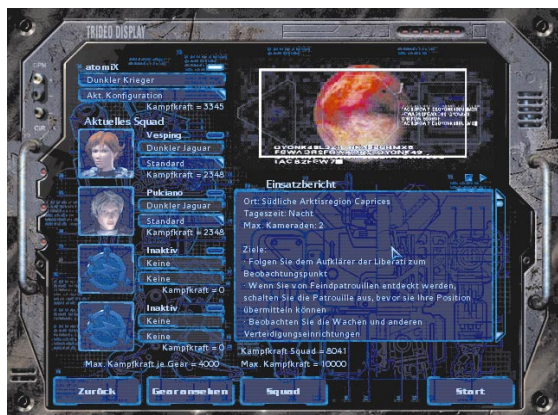 TRIDEO DISPLAY
atomiX
Dunkler Krieger
Akt. Konfiguration
Kampfkraft = 3345
Aktuelles Squad
Vesping
Dunkler Jaguar
Standard
Kampfkraft = 2348
Pulciano
Dunkler Jaguar
Standard
Kampfkraft = 2348
Inaktiv
Keine
Keine
Kampfkraft = 0
Inaktiv
Keine
Keine
Kampfkraft = 0
Max. Kampfkraft je Gear = 4000
Einsatzbericht
Ort: Südliche Arktisregion Caprices
Tageszeit: Nacht
Max. Kameraden: 2
Ziele:
- Folgen Sie dem Aufklärer der Liberati zum
Beobachtungspunkt
- Wenn Sie von Feindpatrouillen entdeckt werden,
schalten Sie die Patrouille aus, bevor sie Ihre Position
übermitteln können
- Beobachten Sie die Wachen und anderen
Verteidigungseinrichtungen
Kampfkraft Squad = 8041
Max. Kampfkraft = 10000
Zurück
Gear ansehen
Squad
Start